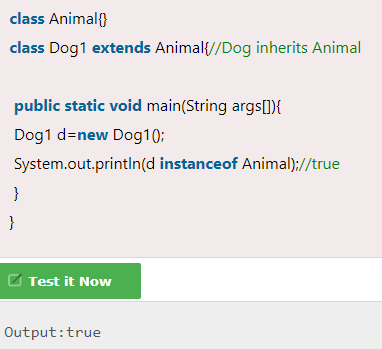 class Animal{}
class Dog1 extends Animal{//Dog inherits Animal
public static void main(String args[]){
Dog1 d=new Dog1();
System.out.println(d instanceof Animal);//true
}
}
Test it Now
Output:true